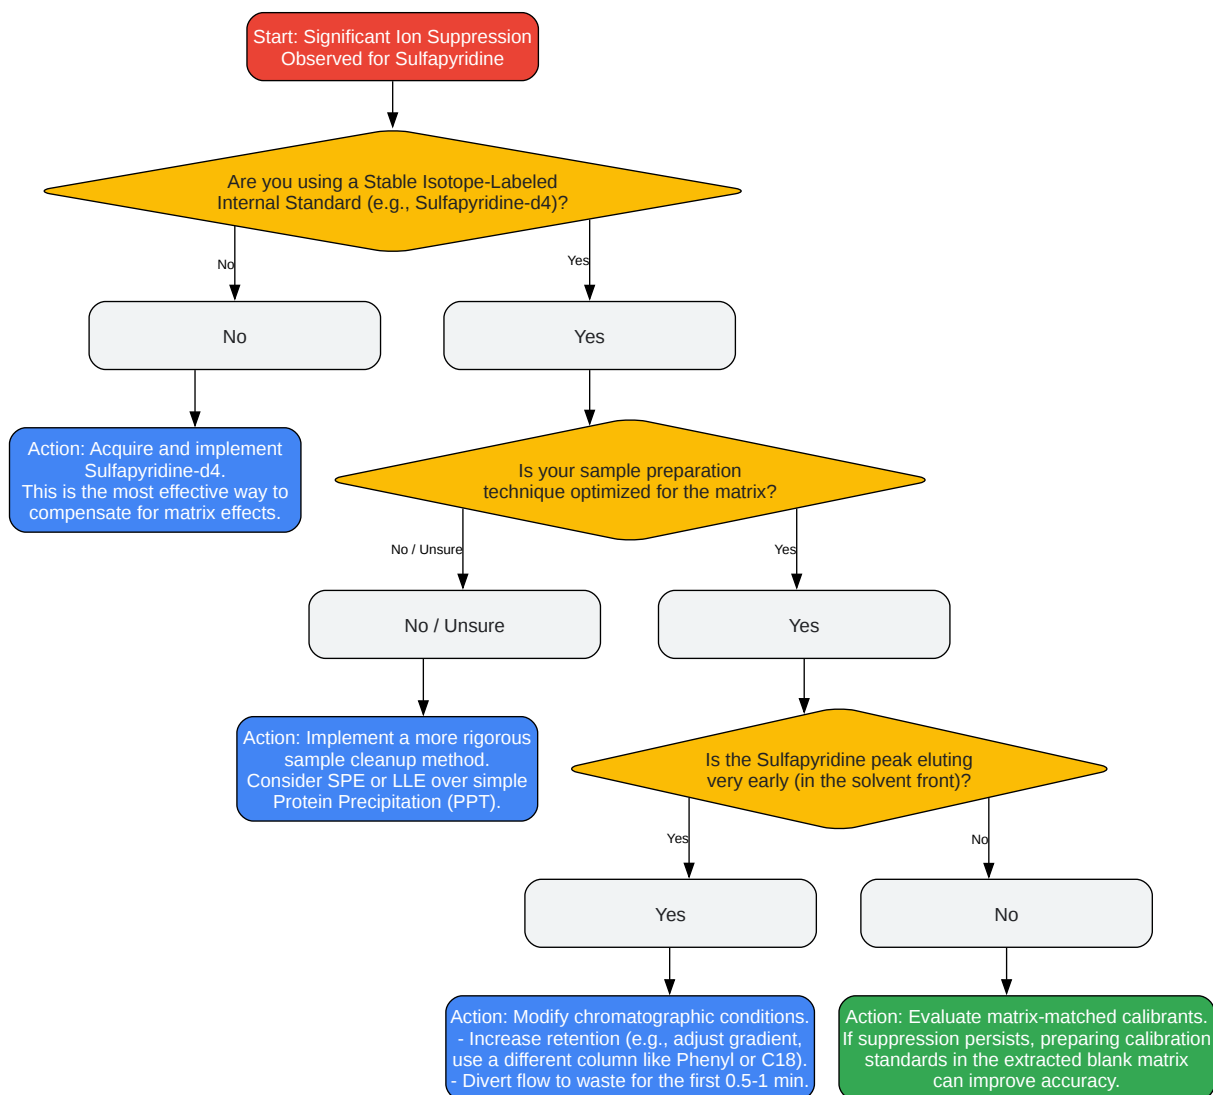 Start: Significant Ion Suppression
Observed for Sulfapyridine
Are you using a Stable Isotope-Labeled
Internal Standard (e.g., Sulfapyridine-d4)?
No
Yes
No
Yes
Action: Acquire and implement
Sulfapyridine-d4.
This is the most effective way to
compensate for matrix effects.
Is your sample preparation
technique optimized for the matrix?
No / Unsure
Yes
No / Unsure
Yes
Action: Implement a more rigorous
sample cleanup method.
Consider SPE or LLE over simple
Protein Precipitation (PPT).
Is the Sulfapyridine peak eluting
very early (in the solvent front)?
Yes
No
Yes
No
Action: Modify chromatographic conditions.
- Increase retention (e.g., adjust gradient,
use a different column like Phenyl or C18).
- Divert flow to waste for the first 0.5-1 min.
Action: Evaluate matrix-matched calibrants.
If suppression persists, preparing calibration
standards in the extracted blank matrix
can improve accuracy.